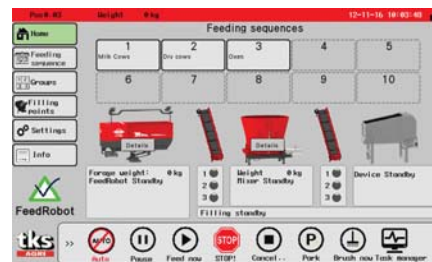 Pos:0.03 Weight 0 kg 12-11-16 10:03:40
Home
Feeding sequences
1 2 3 4 5
Milk Cows Dry cows Oxen
Feeding sequence
6 7 8 9 10
Groups
Filling points
Settings
Details Details
Info
Forage weight: 0 kg
FeedRobot Standby
1
2
3
Weight 0 kg
Mixer Standby
1
2
3
Device Standby
Filling standby
FeedRobot
tks AGRI
>>
AUTO STOP P
Auto Pause Feed now STOP! Cancel.. Park Brush now Task manager